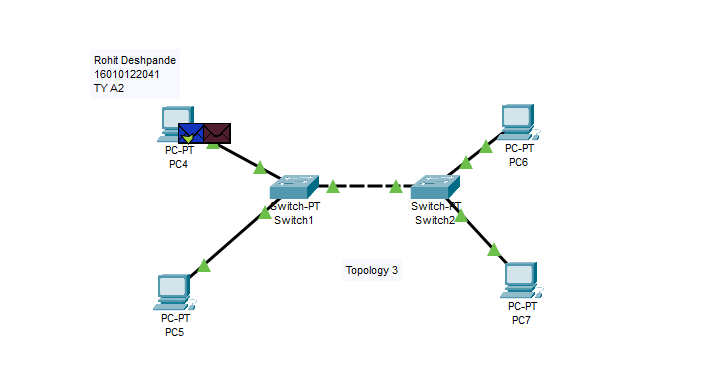 Rohit Deshpande
16010122041
TY A2
PC-PT
PC4
PC-PT
PC6
Switch-PT
Switch1
Switch-PT
Switch2
Topology 3
PC-PT
PC5
PC-PT
PC7